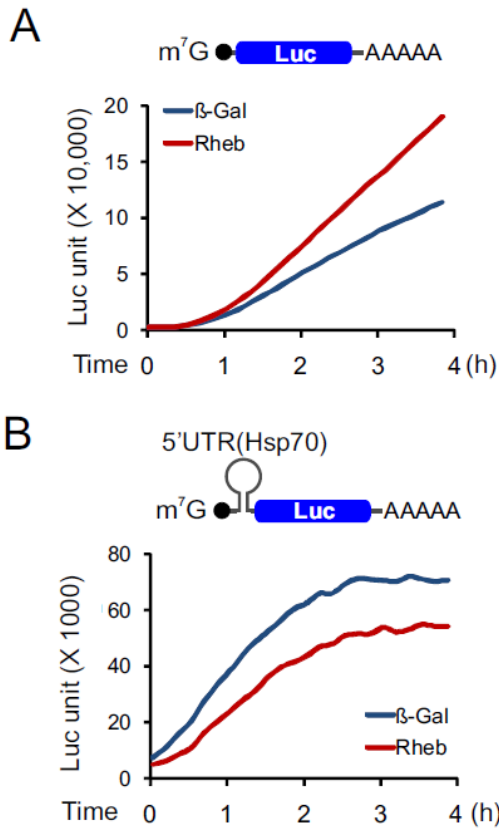 A
m⁷G Luc AAAAA
20
15
10
5
0
Luc unit (X 10,000)
ß-Gal
Rheb
Time 0 1 2 3 4 (h)
B
5'UTR(Hsp70)
m⁷G Luc AAAAA
80
60
40
20
0
Luc unit (X 1000)
ß-Gal
Rheb
Time 0 1 2 3 4 (h)